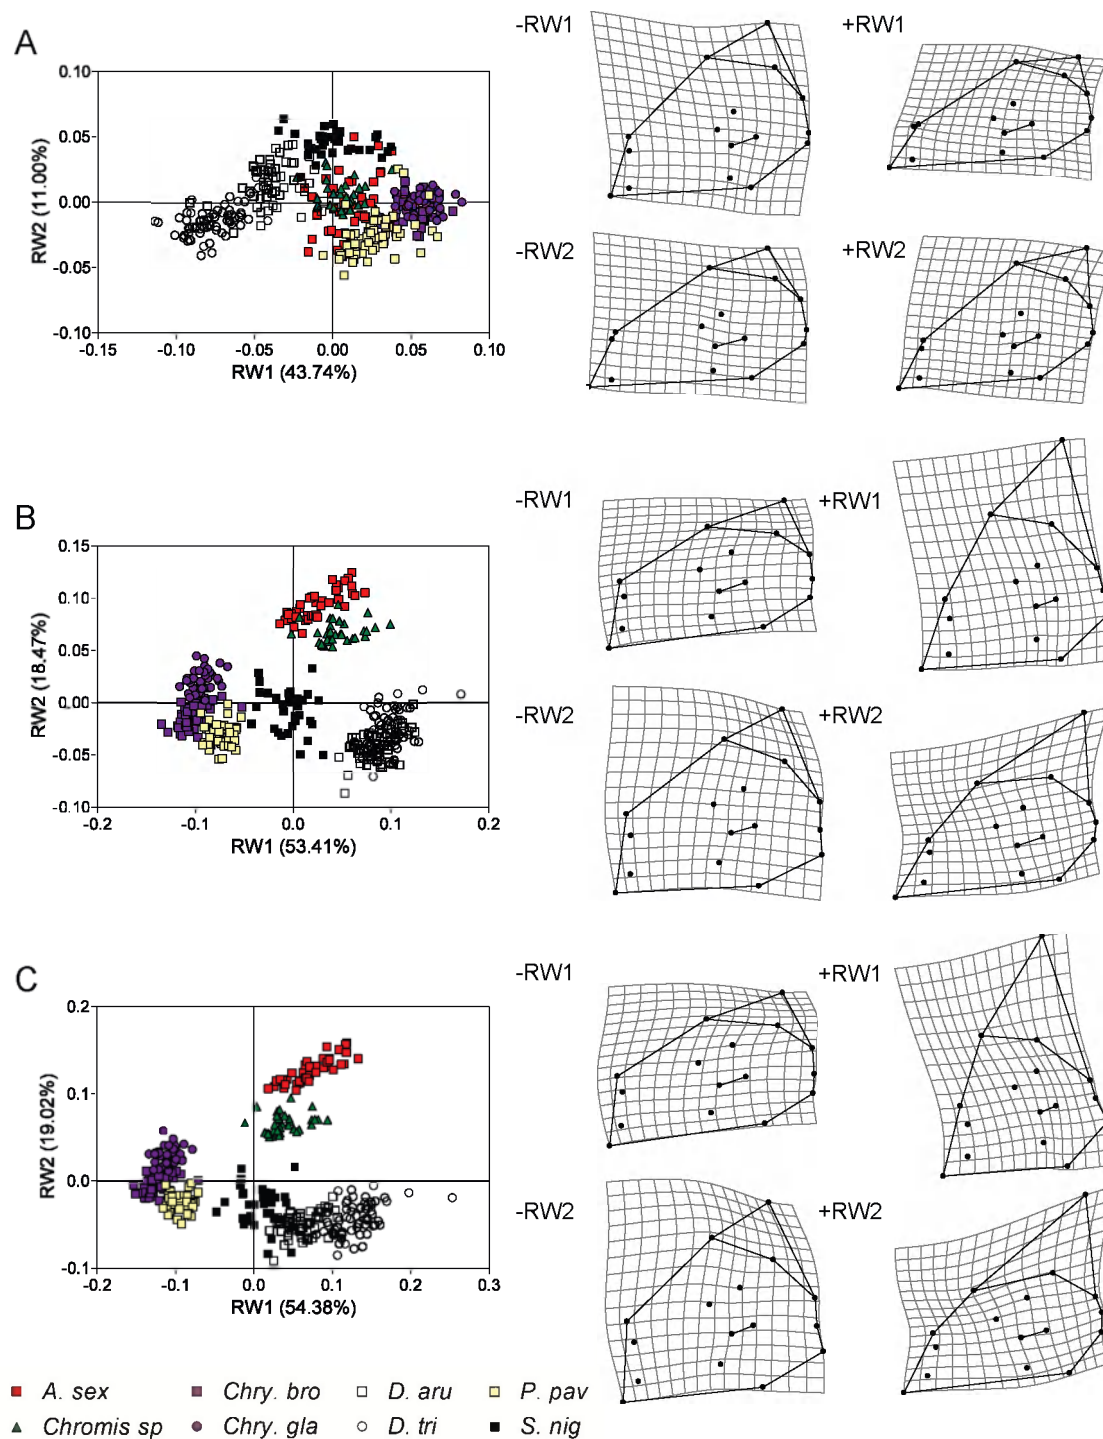 A
-RW1
+RW1
0.10
0.05
0.00
-0.05
-0.10
RW2 (11.00%)
-0.15
-0.10
-0.05
0.00
0.05
0.10
RW1 (43.74%)
-RW2
+RW2
B
-RW1
+RW1
0.15
0.10
0.05
0.00
-0.05
-0.10
RW2 (18.47%)
-0.2
-0.1
0.0
0.1
0.2
RW1 (53.41%)
-RW2
+RW2
C
-RW1
+RW1
0.2
0.1
0.0
-0.1
RW2 (19.02%)
-0.2
-0.1
0.0
0.1
0.2
0.3
RW1 (54.38%)
-RW2
+RW2
A. sex
Chry. bro
D. aru
P. pav
Chromis sp
Chry. gla
D. tri
S. nig